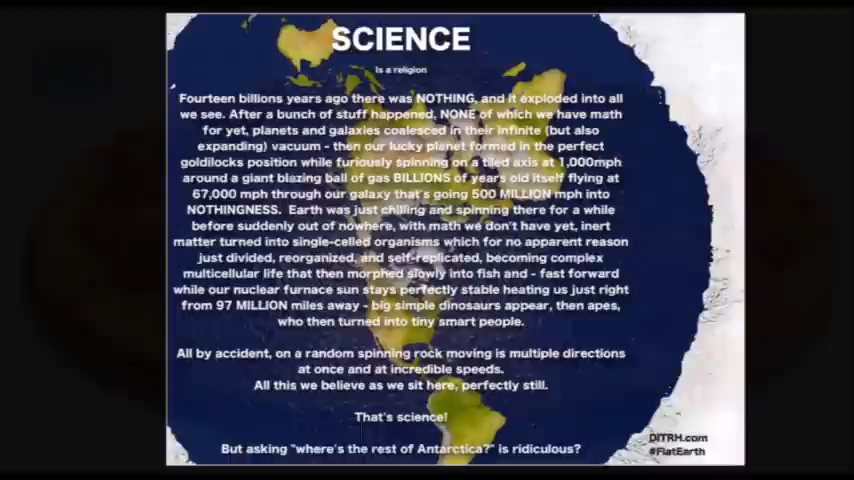 SCIENCE
Is a religion
Fourteen billions years ago there was NOTHING, and it exploded into all
we see. After a bunch of stuff happened, NONE of which we have math
for yet, planets and galaxies coalesced in their infinite (but also
expanding) vacuum - then our lucky planet formed in the perfect
goldilocks position while furiously spinning on a tiled axis at 1,000mph
around a giant blazing ball of gas BILLIONS of years old itself flying at
67,000 mph through our galaxy that's going 500 MILLION mph into
NOTHINGNESS. Earth was just chilling and spinning there for a while
before suddenly out of nowhere, with math we don't have yet, inert
matter turned into single-celled organisms which for no apparent reason
just divided, reorganized, and self-replicated, becoming complex
multicellular life that then morphed slowly into fish and - fast forward
while our nuclear furnace sun stays perfectly stable heating us just right
from 97 MILLION miles away - big simple dinosaurs appear, then apes,
who then turned into tiny smart people.
All by accident, on a random spinning rock moving is multiple directions
at once and at incredible speeds.
All this we believe as we sit here, perfectly still.
That's science!
But asking "where's the rest of Antarctica?" is ridiculous?
DITRH.com
#FlatEarth